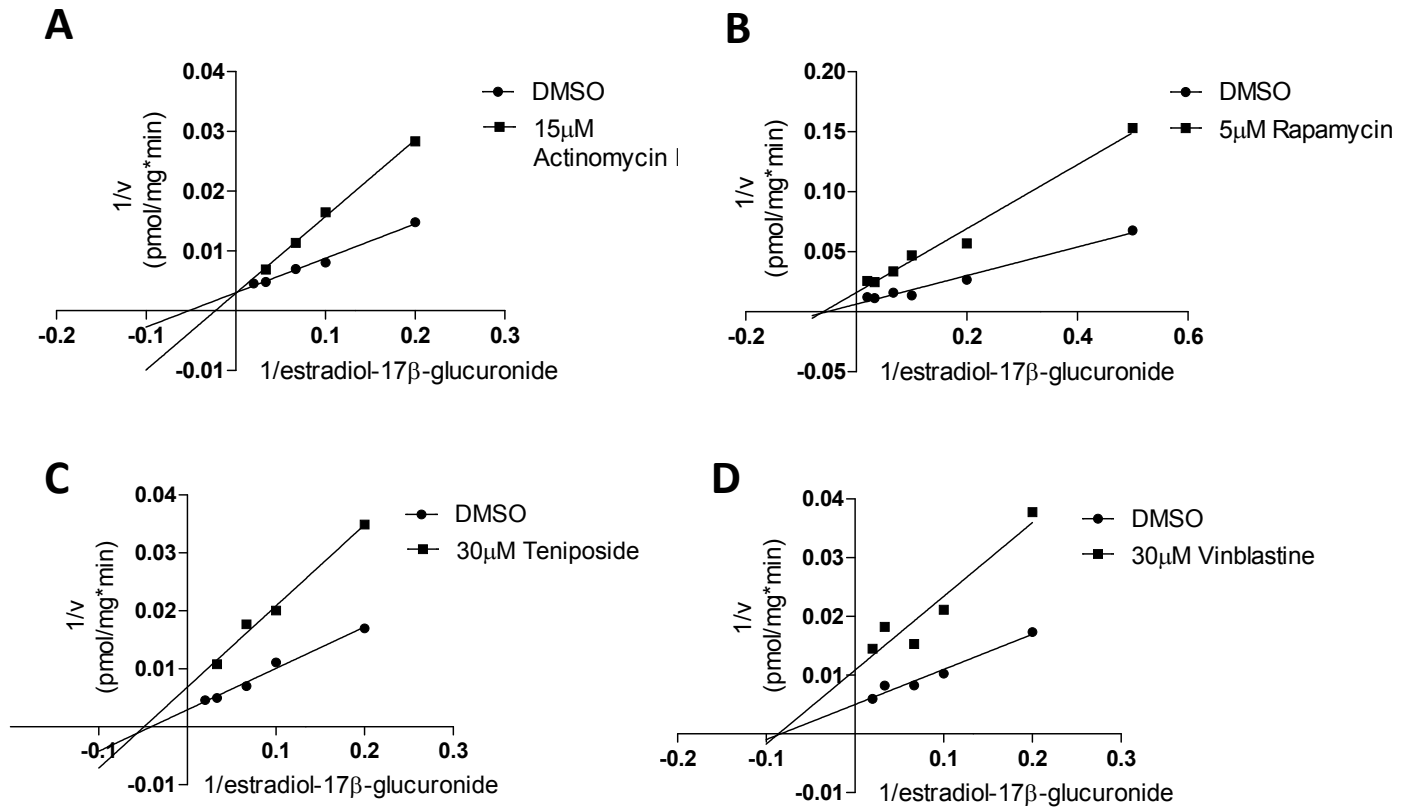 A
0.04
0.03
0.02
0.01
-0.01
-0.2
-0.1
0.1
0.2
0.3
1/v
(pmol/mg*min)
1/estradiol-17β-glucuronide
DMSO
15μM
Actinomycin
B
0.20
0.15
0.10
0.05
-0.05
-0.2
0.2
0.4
0.6
1/v
(pmol/mg*min)
1/estradiol-17β-glucuronide
DMSO
5μM Rapamycin
C
0.04
0.03
0.02
0.01
-0.01
-0.1
0.1
0.2
0.3
1/v
(pmol/mg*min)
1/estradiol-17β-glucuronide
DMSO
30μM Teniposide
D
0.04
0.03
0.02
0.01
-0.01
-0.2
-0.1
0.1
0.2
0.3
1/v
(pmol/mg*min)
1/estradiol-17β-glucuronide
DMSO
30μM Vinblastine